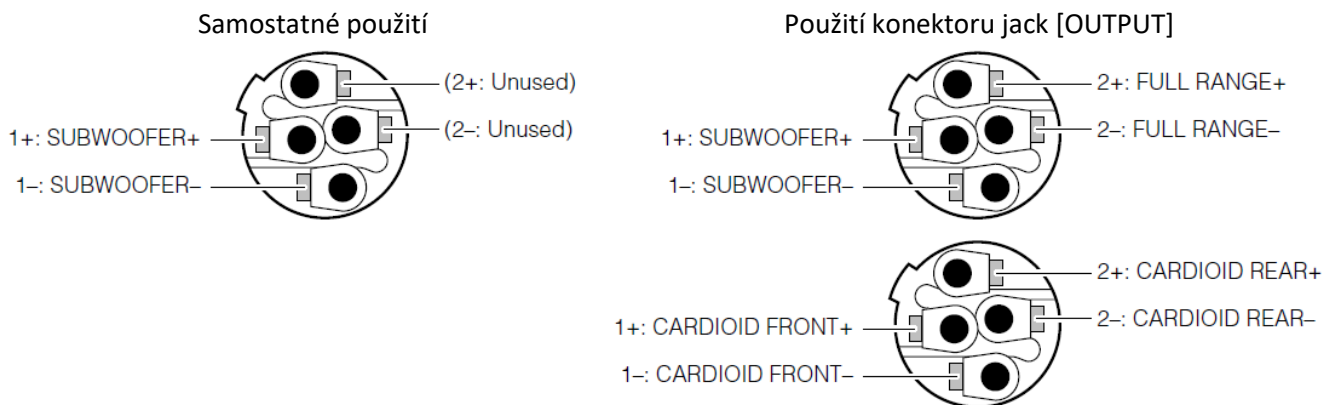 Samostatné použití
(2+: Unused)
1+: SUBWOOFER+
(2–: Unused)
1–: SUBWOOFER–
Použití konektoru jack [OUTPUT]
2+: FULL RANGE+
1+: SUBWOOFER+
2–: FULL RANGE–
1–: SUBWOOFER–
2+: CARDIOID REAR+
1+: CARDIOID FRONT+
2–: CARDIOID REAR–
1–: CARDIOID FRONT–